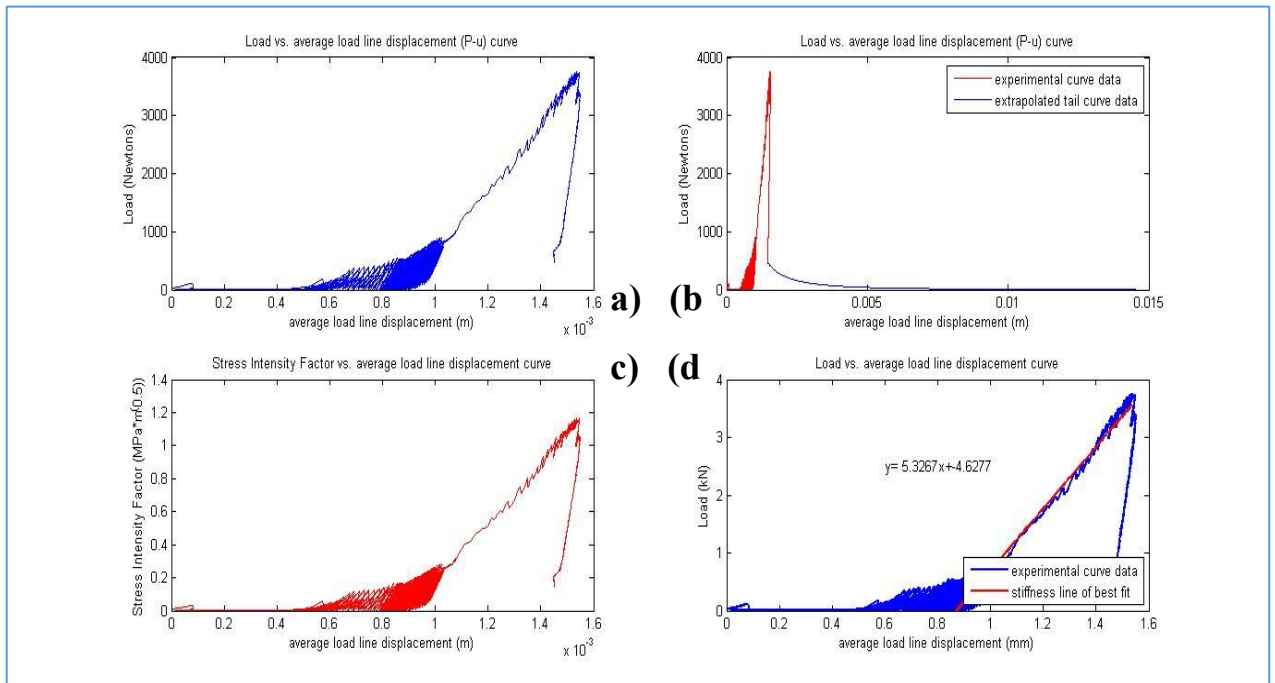 Load vs. average load line displacement (P-u) curve
4000
3000
2000
1000
0
Load (Newtons)
0 0.2 0.4 0.6 0.8 1 1.2 1.4 1.6
x 10⁻³
average load line displacement (m)
a)
Load vs. average load line displacement (P-u) curve
4000
3000
2000
1000
0
Load (Newtons)
experimental curve data
extrapolated tail curve data
0 0.005 0.01 0.015
average load line displacement (m)
(b
Stress Intensity Factor vs. average load line displacement curve
1.4
1.2
1
0.8
0.6
0.4
0.2
0
Stress Intensity Factor (MPa*m(0.5))
0 0.2 0.4 0.6 0.8 1 1.2 1.4 1.6
x 10⁻³
average load line displacement (m)
c)
(d
Load vs. average load line displacement curve
4
3
2
1
0
Load (kN)
y= 5.3267x+-4.6277
experimental curve data
stiffness line of best fit
0 0.2 0.4 0.6 0.8 1 1.2 1.4 1.6
average load line displacement (mm)